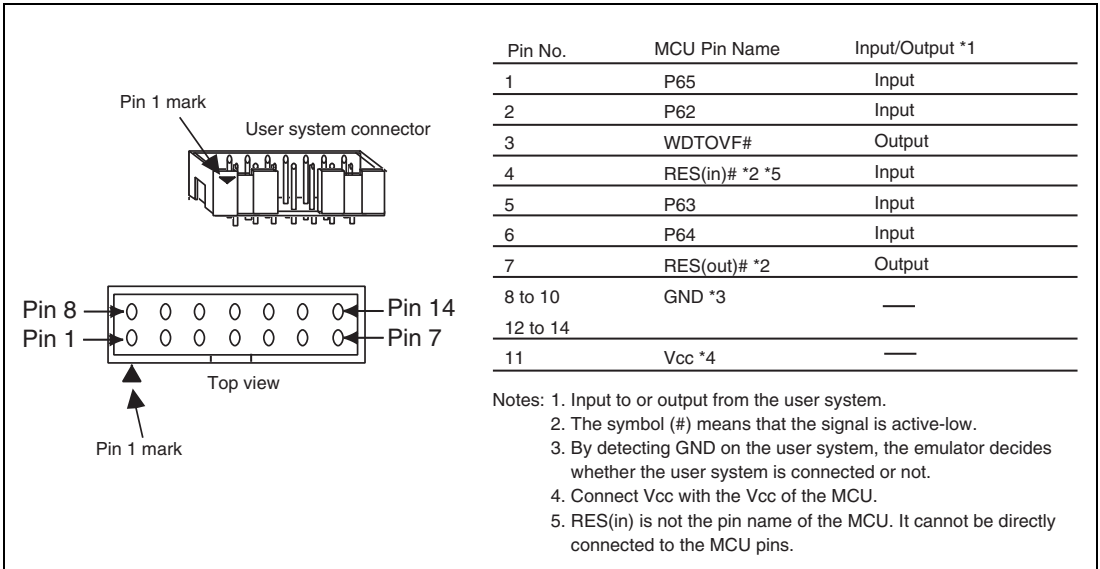 Pin 1 mark
User system connector
Pin 8
Pin 14
Pin 1
Pin 7
Top view
Pin 1 mark
Pin No. MCU Pin Name Input/Output *1
1 P65 Input
2 P62 Input
3 WDTOVF# Output
4 RES(in)# *2 *5 Input
5 P63 Input
6 P64 Input
7 RES(out)# *2 Output
8 to 10 GND *3 —
12 to 14
11 Vcc *4 —
Notes: 1. Input to or output from the user system.
2. The symbol (#) means that the signal is active-low.
3. By detecting GND on the user system, the emulator decides
whether the user system is connected or not.
4. Connect Vcc with the Vcc of the MCU.
5. RES(in) is not the pin name of the MCU. It cannot be directly
connected to the MCU pins.